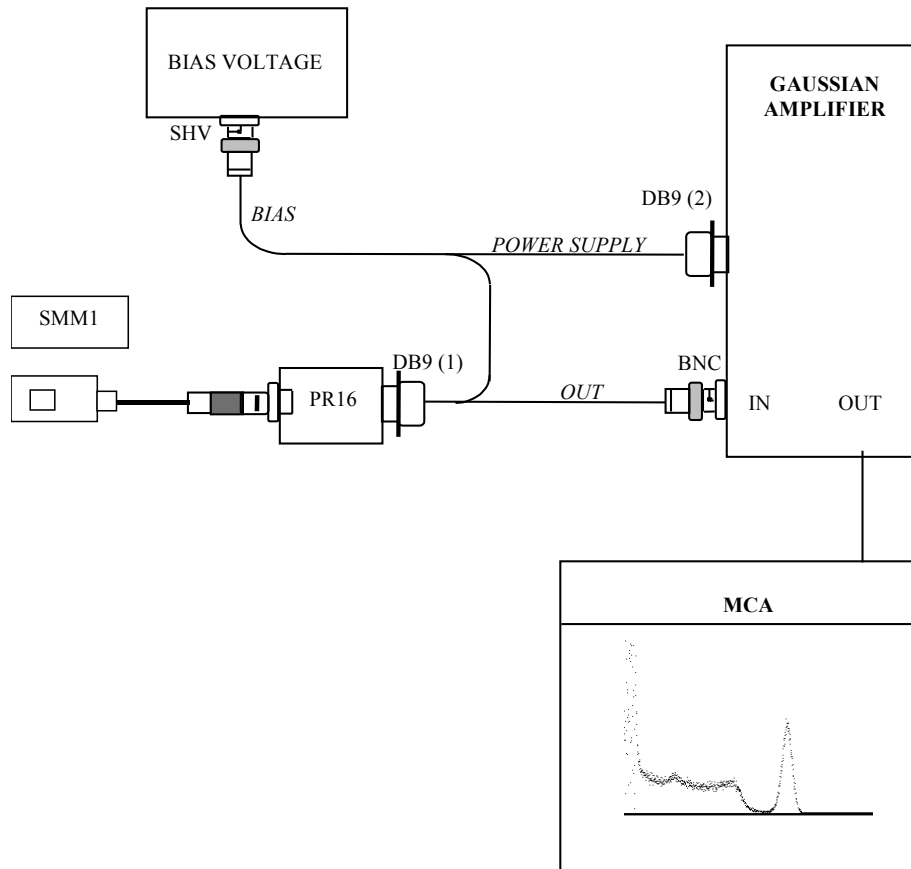 BIAS VOLTAGE
GAUSSIAN
AMPLIFIER
SHV
DB9 (2)
BIAS
POWER SUPPLY
SMM1
DB9 (1)
BNC
PR16
OUT
IN
OUT
MCA